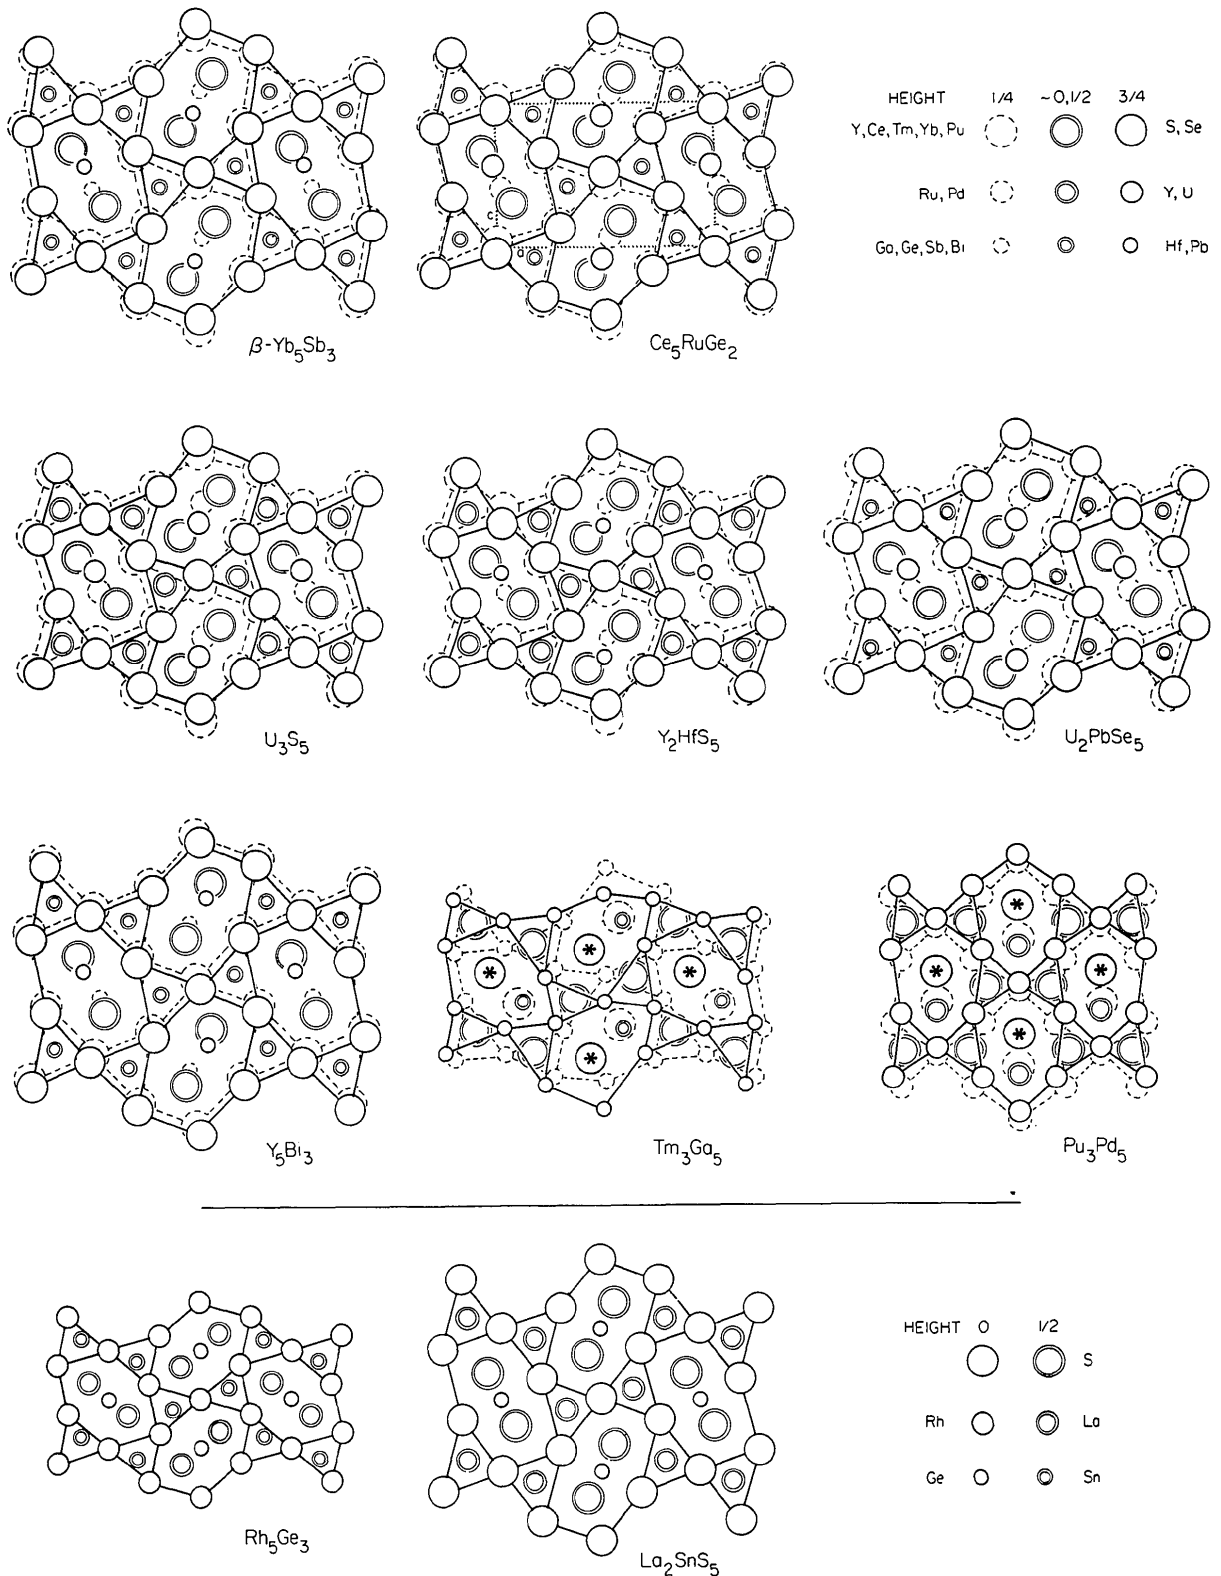 HEIGHT 1/4 ~0,1/2 3/4
Y,Ce,Tm,Yb,Pu S,Se
Ru,Pd Y,U
Ga,Ge,Sb,Bi Hf,Pb
c
a
β-Yb5Sb3
Ce5RuGe2
U3S5
Y2HfS5
U2PbSe5
* * * *
* * * *
Y5Bi3
Tm3Ga5
Pu3Pd5
HEIGHT 0 1/2
S
Rh La
Ge Sn
Rh5Ge3
La2SnS5